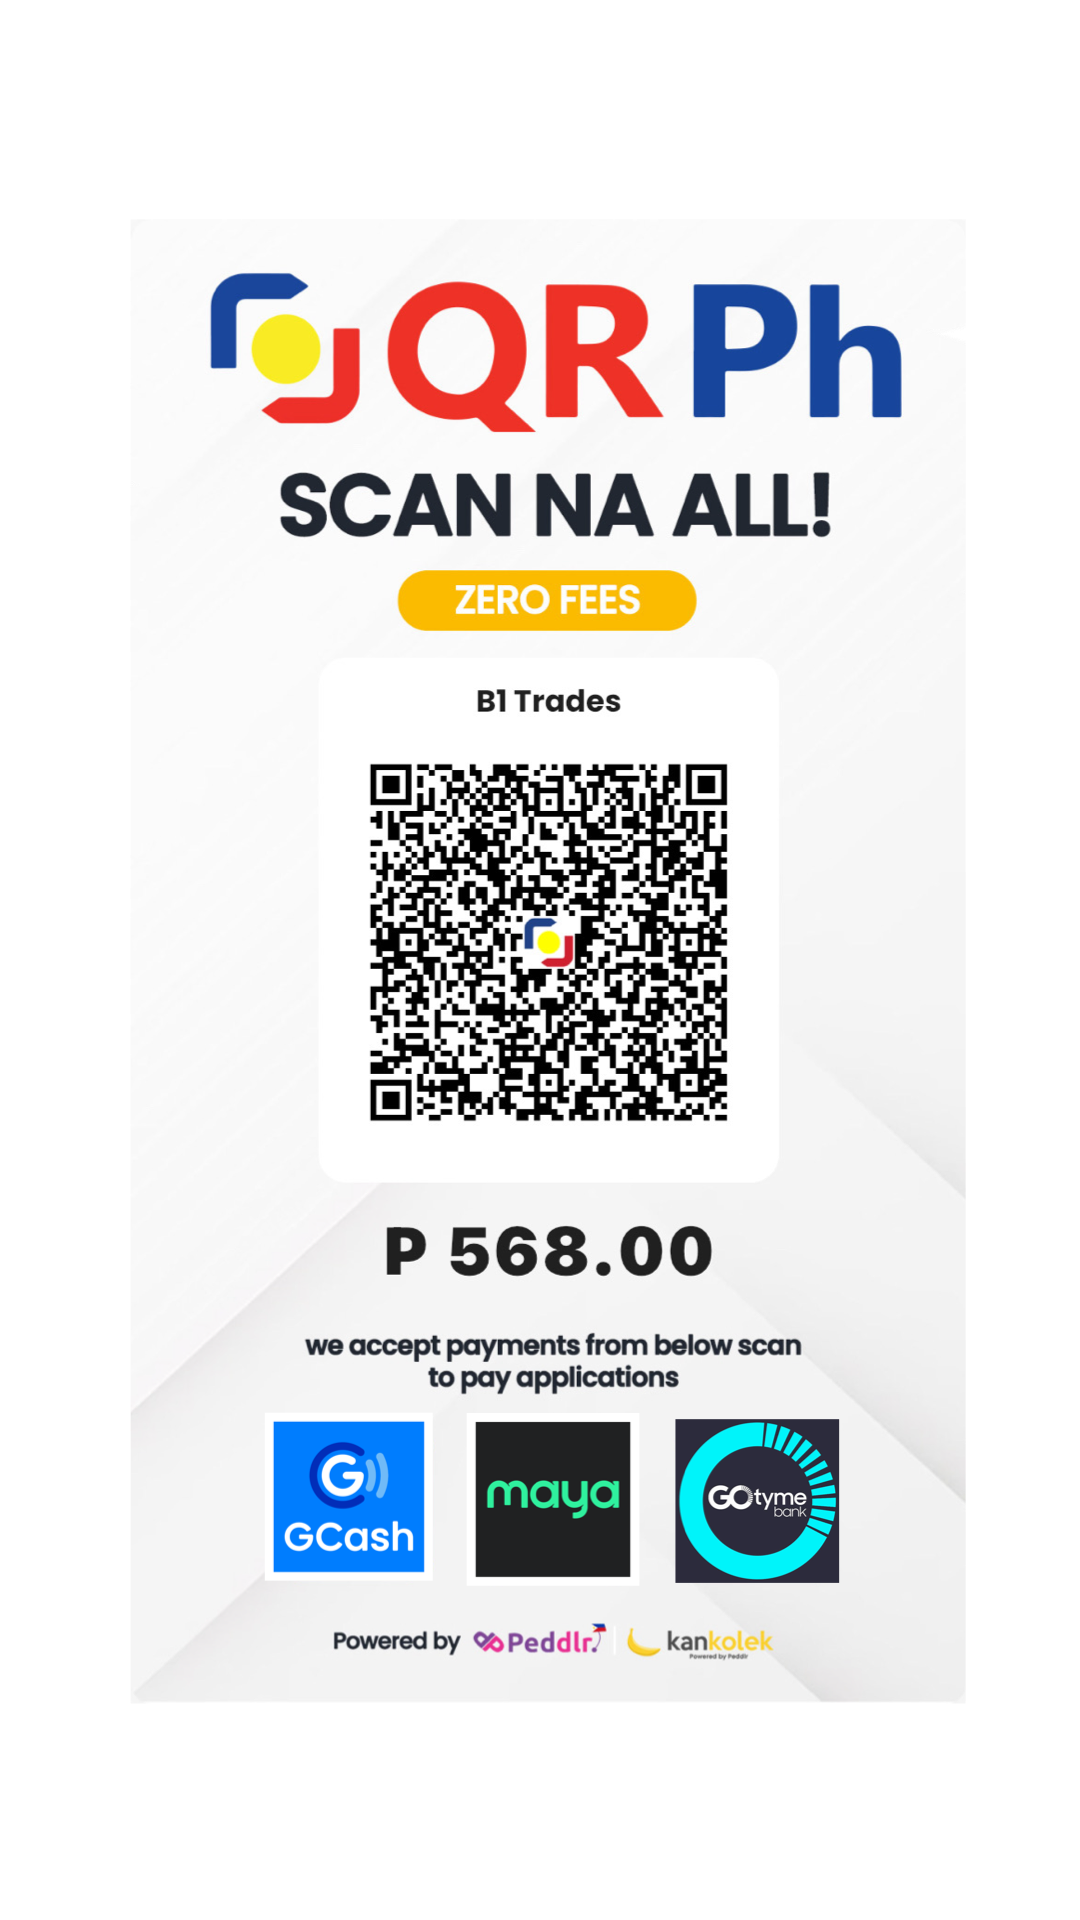 QR Ph
SCAN NA ALL!
ZERO FEES
B1 Trades
P 568.00
we accept payments from below scan
to pay applications
G
GCash
maya
GOtyme
bank
Powered by Peddlr. kankolek
Powered by Peddlr